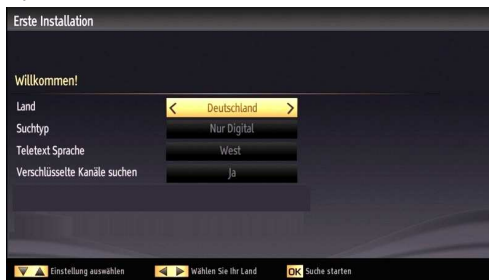 Erste Installation
Willkommen!
Land < Deutschland >
Suchtyp Nur Digital
Teletext Sprache West
Verschlüsselte Kanäle suchen Ja
Einstellung auswählen Wählen Sie Ihr Land OK Suche starten